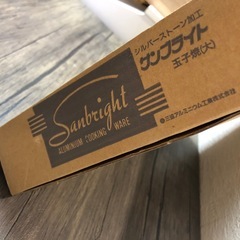 シルバーストーン加工
サンブライト
玉子焼(大)
Sanbright
ALUMINIUM COOKING WARE
三宝アルミニウム工業株式会社